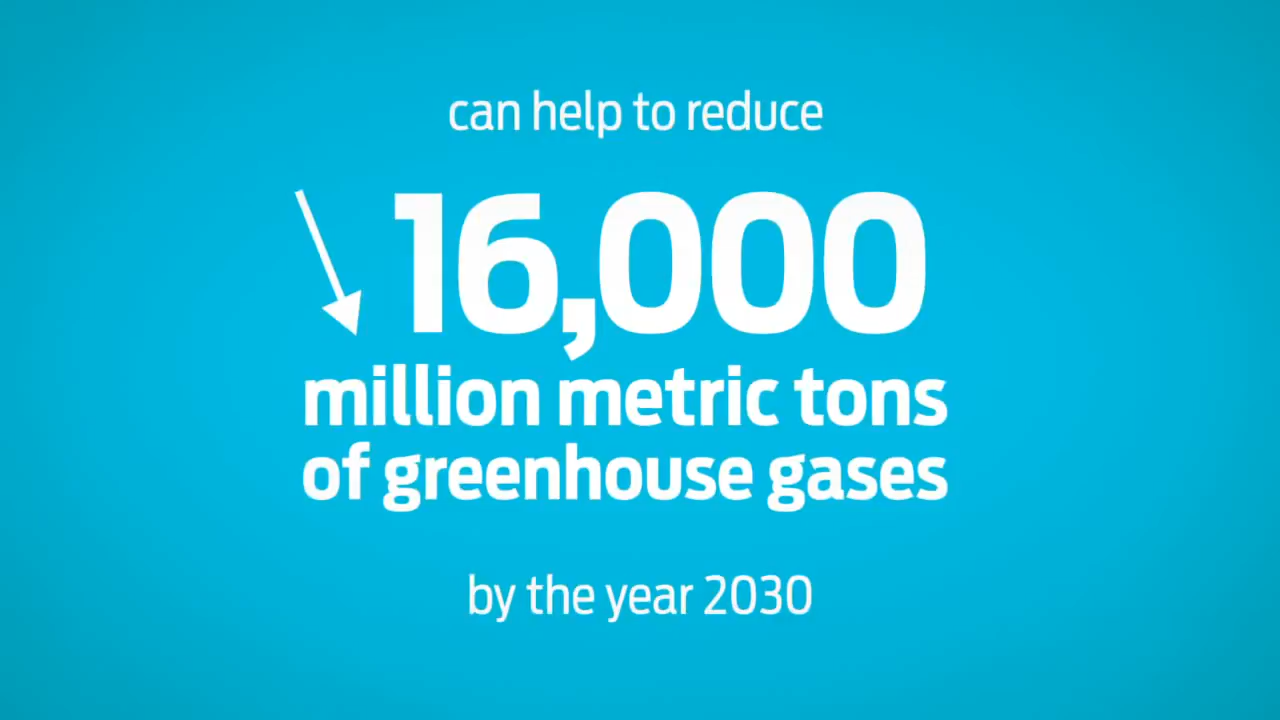 can help to reduce
16,000
million metric tons
of greenhouse gases
by the year 2030